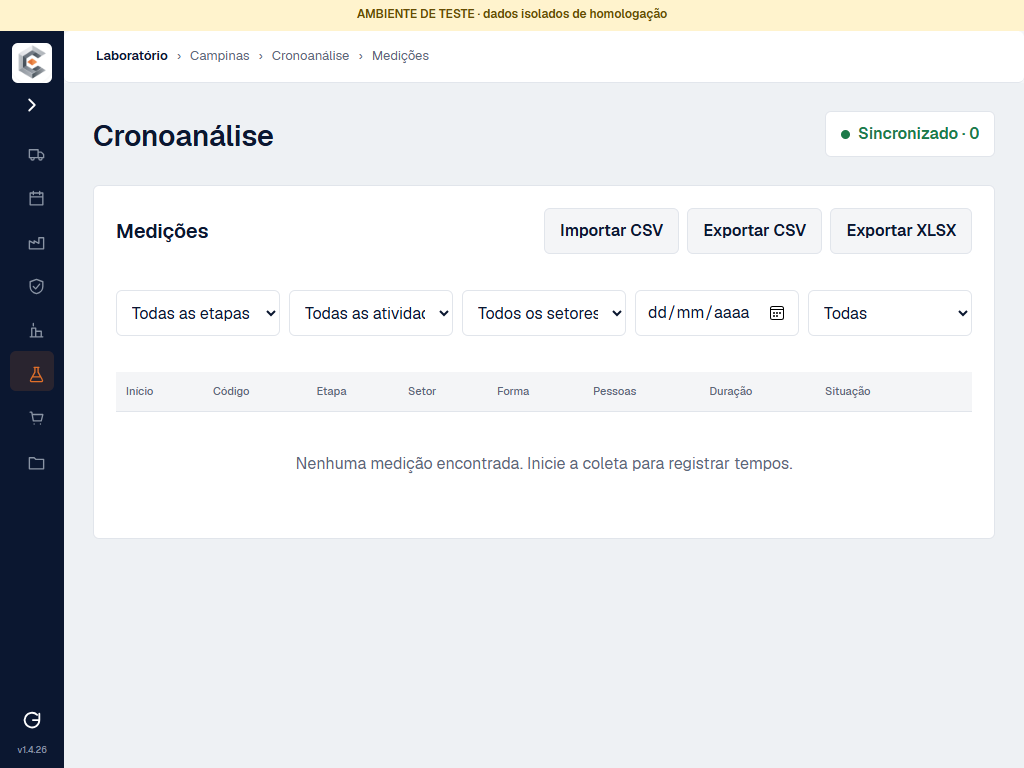 AMBIENTE DE TESTE · dados isolados de homologação
Laboratório › Campinas › Cronoanálise › Medições
Cronoanálise
Sincronizado · 0
Medições
Importar CSV
Exportar CSV
Exportar XLSX
Todas as etapas
Todas as atividac
Todos os setores
dd/mm/aaaa
Todas
Início Código Etapa Setor Forma Pessoas Duração Situação
Nenhuma medição encontrada. Inicie a coleta para registrar tempos.
v1.4.26